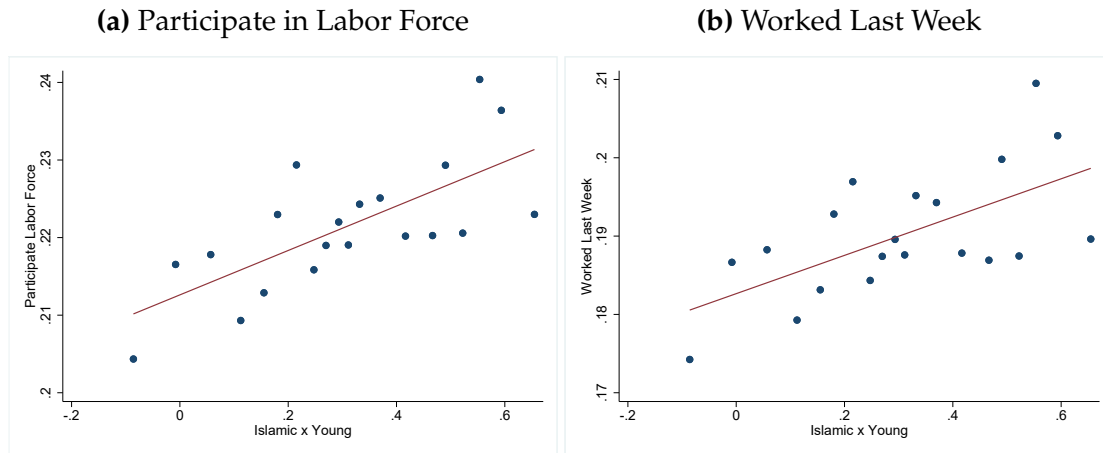 (a) Participate in Labor Force
(b) Worked Last Week
Participate Labor Force
.24
.23
.22
.21
.2
-.2 0 .2 .4 .6
Islamic x Young
Worked Last Week
.21
.2
.19
.18
.17
-.2 0 .2 .4 .6
Islamic x Young